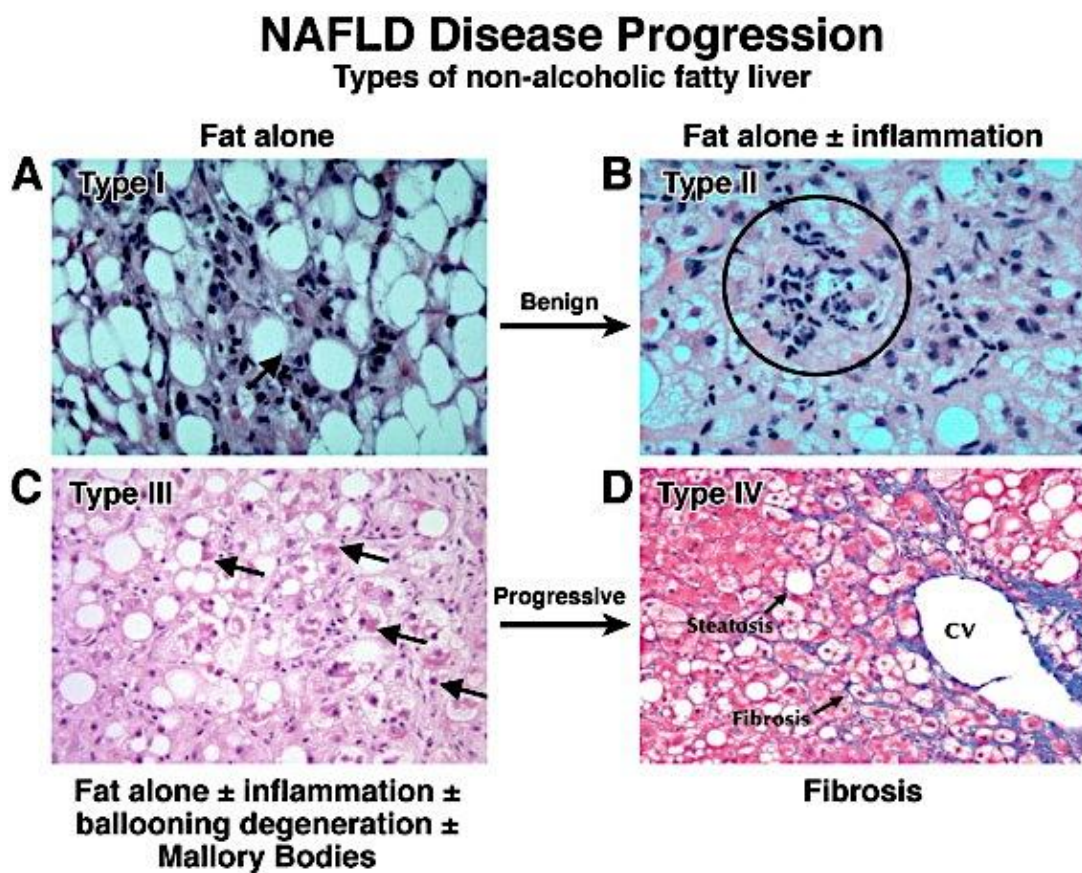 NAFLD Disease Progression
Types of non-alcoholic fatty liver
Fat alone
Fat alone ± inflammation
A
Type I
B
Type II
Benign
C
Type III
D
Type IV
Progressive
Steatosis
CV
Fibrosis
Fat alone ± inflammation ±
ballooning degeneration ±
Mallory Bodies
Fibrosis